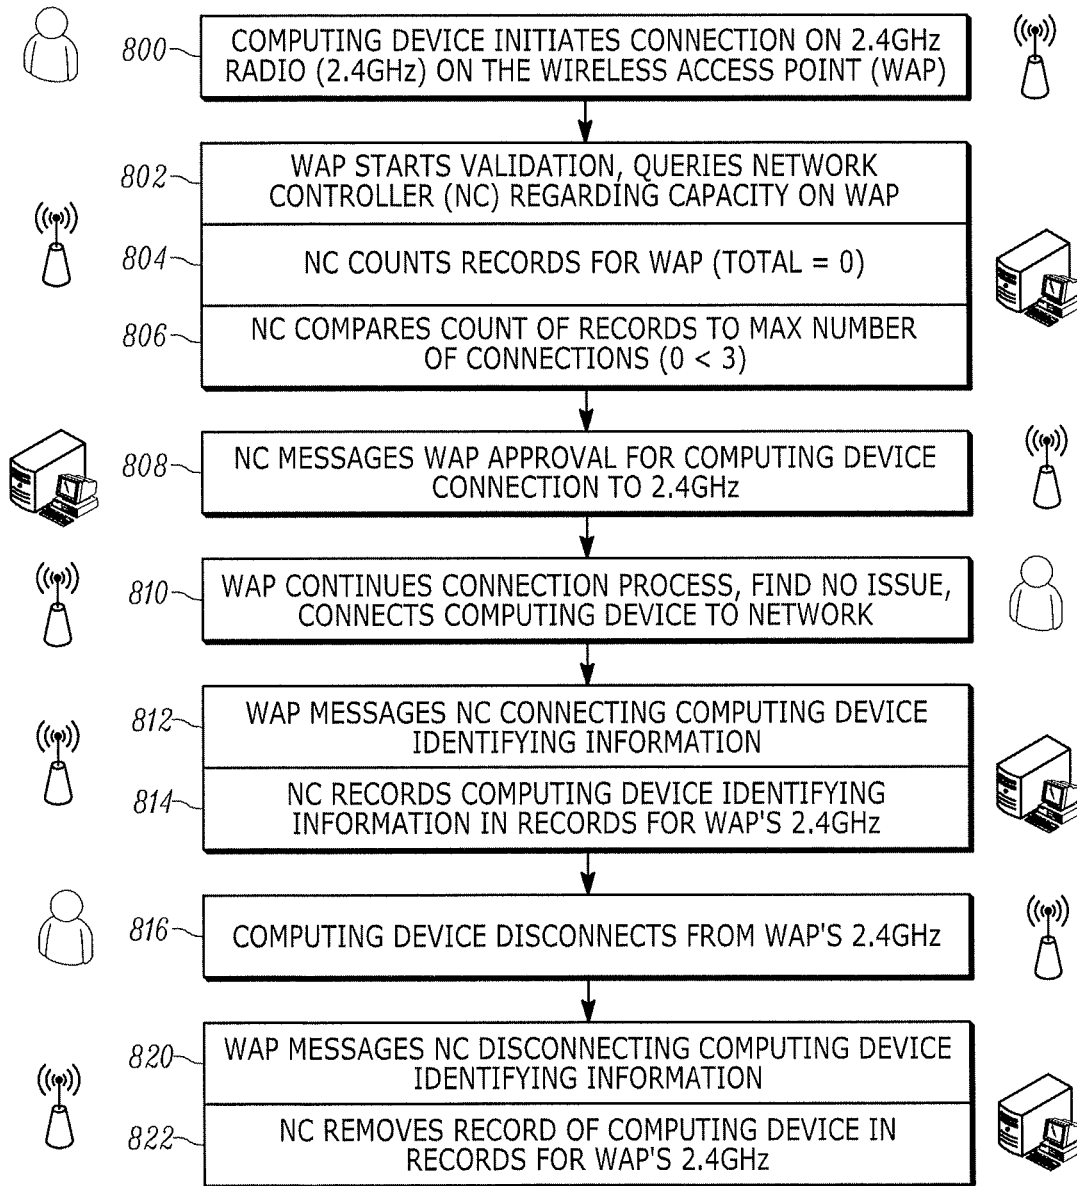 800
COMPUTING DEVICE INITIATES CONNECTION ON 2.4GHz
RADIO (2.4GHz) ON THE WIRELESS ACCESS POINT (WAP)
802
WAP STARTS VALIDATION, QUERIES NETWORK
CONTROLLER (NC) REGARDING CAPACITY ON WAP
804
NC COUNTS RECORDS FOR WAP (TOTAL = 0)
806
NC COMPARES COUNT OF RECORDS TO MAX NUMBER
OF CONNECTIONS (0 < 3)
808
NC MESSAGES WAP APPROVAL FOR COMPUTING DEVICE
CONNECTION TO 2.4GHz
810
WAP CONTINUES CONNECTION PROCESS, FIND NO ISSUE,
CONNECTS COMPUTING DEVICE TO NETWORK
812
WAP MESSAGES NC CONNECTING COMPUTING DEVICE
IDENTIFYING INFORMATION
814
NC RECORDS COMPUTING DEVICE IDENTIFYING
INFORMATION IN RECORDS FOR WAP'S 2.4GHz
816
COMPUTING DEVICE DISCONNECTS FROM WAP'S 2.4GHz
820
WAP MESSAGES NC DISCONNECTING COMPUTING DEVICE
IDENTIFYING INFORMATION
822
NC REMOVES RECORD OF COMPUTING DEVICE IN
RECORDS FOR WAP'S 2.4GHz